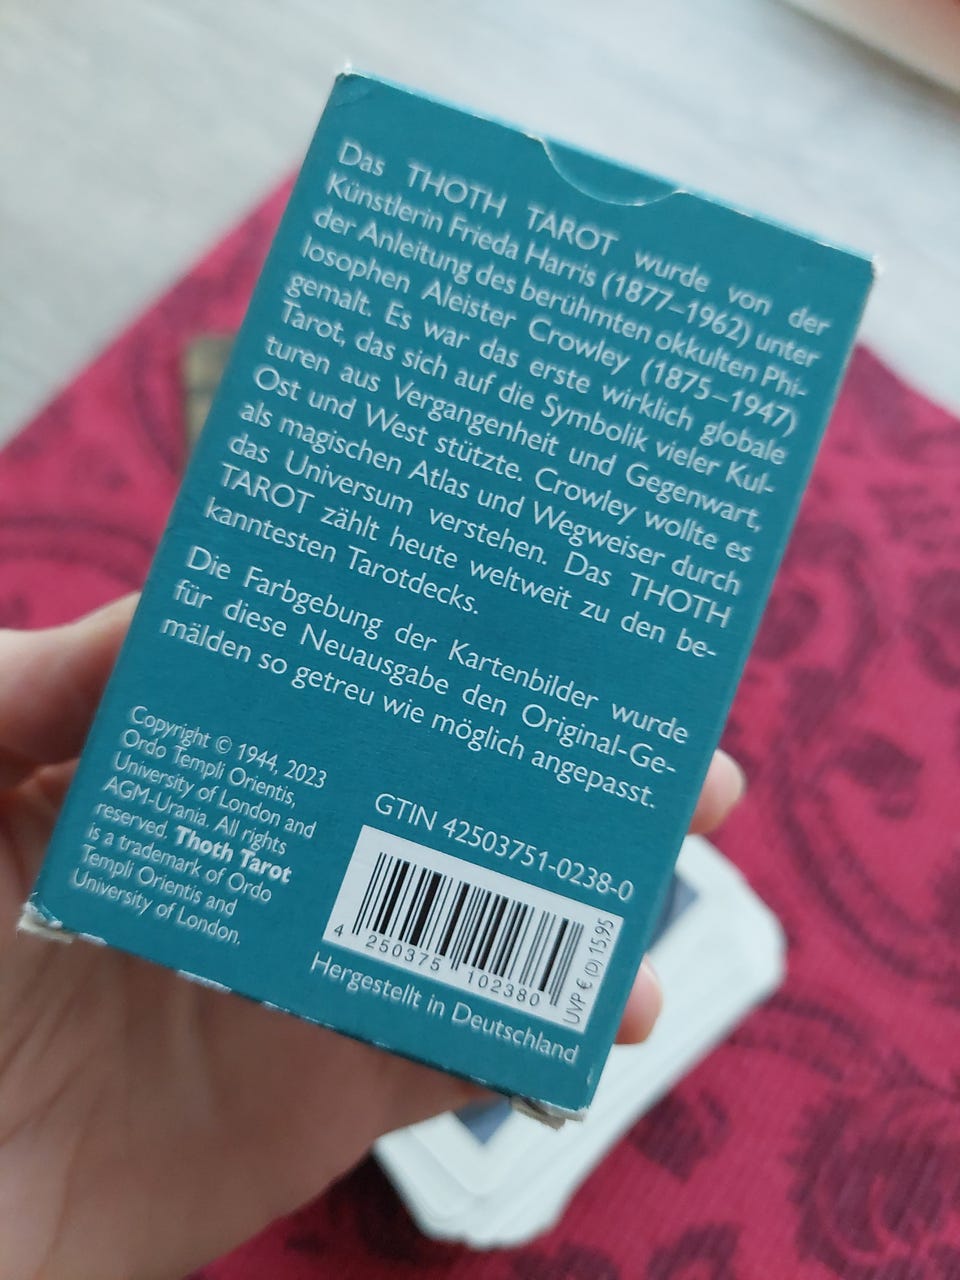 Das THOTH TAROT wurde von der
Künstlerin Frieda Harris (1877–1962) unter
der Anleitung des berühmten okkulten Phi-
losophen Aleister Crowley (1875–1947)
gemalt. Es war das erste wirklich globale
Tarot, das sich auf die Symbolik vieler Kul-
turen aus Vergangenheit und Gegenwart,
Ost und West stützte. Crowley wollte es
als magischen Atlas und Wegweiser durch
das Universum verstehen. Das THOTH
TAROT zählt heute weltweit zu den be-
kanntesten Tarotdecks.
Die Farbgebung der Kartenbilder wurde
für diese Neuausgabe den Original-Ge-
mälden so getreu wie möglich angepasst.
Copyright © 1944, 2023
Ordo Templi Orientis,
University of London and
AGM-Urania. All rights
reserved. Thoth Tarot
is a trademark of Ordo
Templi Orientis and
University of London.
GTIN 42503751-0238-0
4 250375 102380
UVP € (D) 15,95
Hergestellt in Deutschland